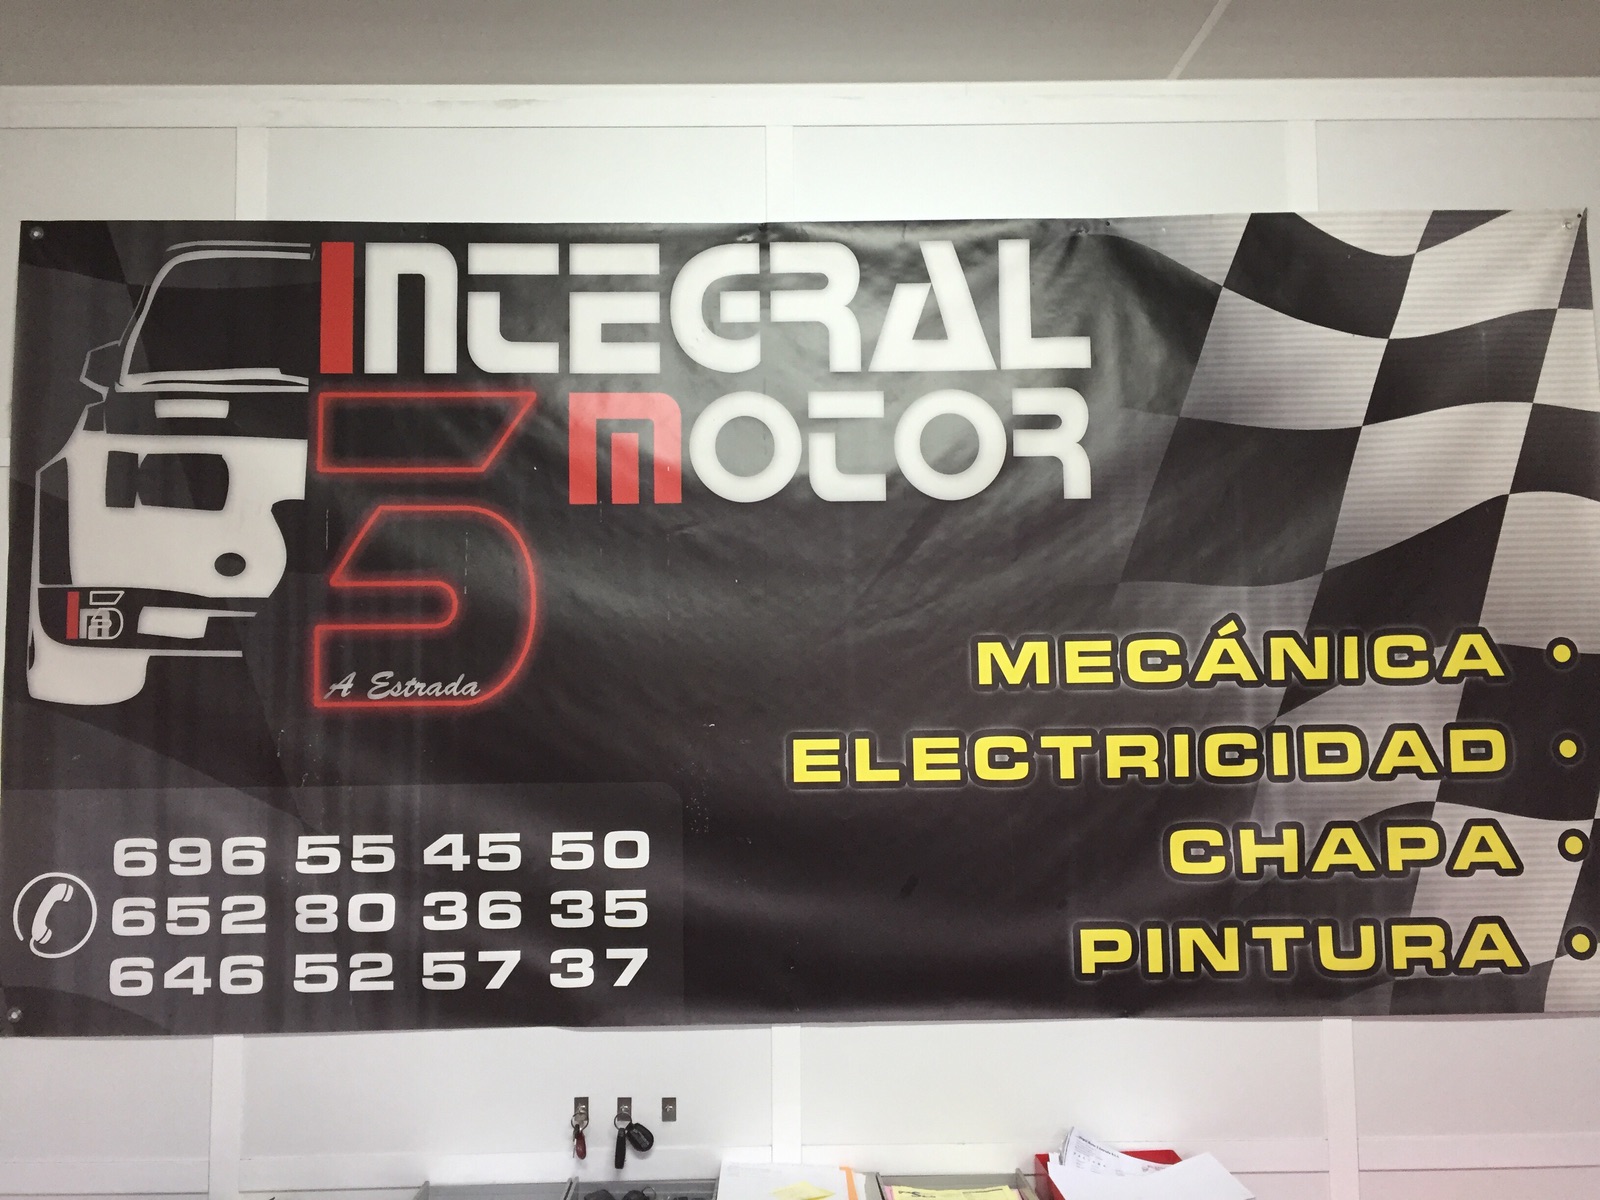 INTEGRAL
5 MOTOR
A Estrada
MECÁNICA •
ELECTRICIDAD •
CHAPA •
PINTURA •
696 55 45 50
652 80 36 35
646 52 57 37